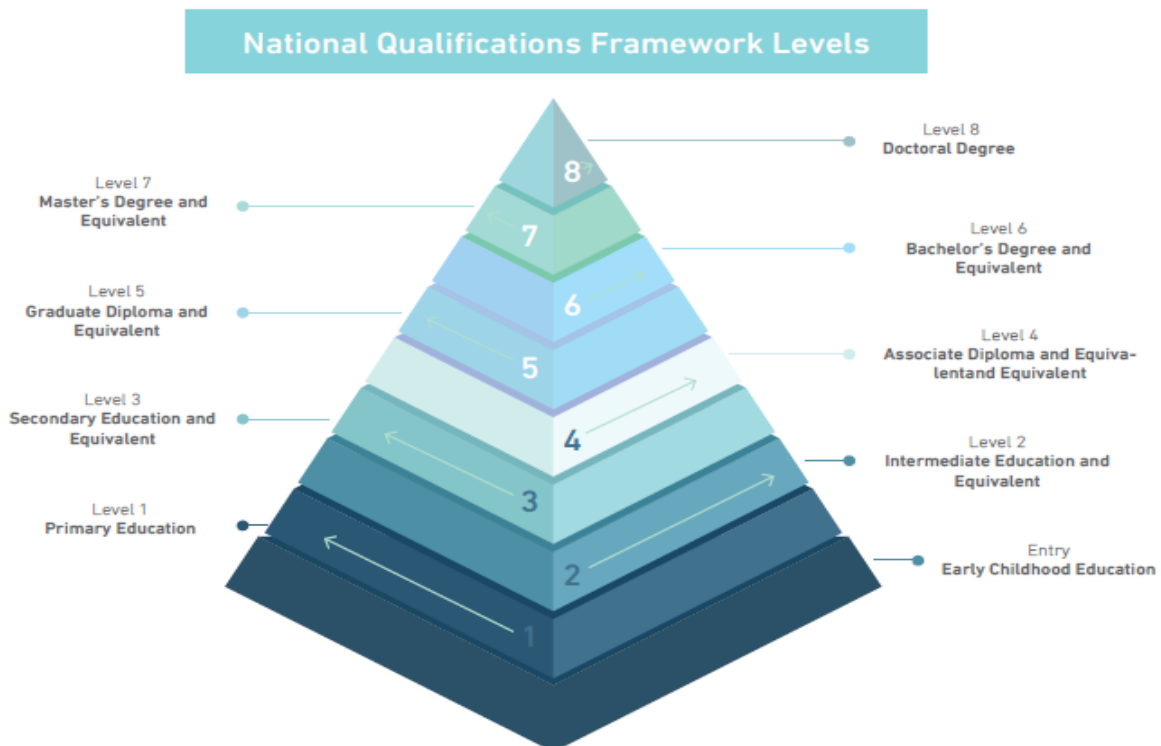 National Qualifications Framework Levels
Level 8
Doctoral Degree
Level 7
Master's Degree and
Equivalent
Level 6
Bachelor's Degree and
Equivalent
Level 5
Graduate Diploma and
Equivalent
Level 4
Associate Diploma and Equiva-
lentand Equivalent
Level 3
Secondary Education and
Equivalent
Level 2
Intermediate Education and
Equivalent
Level 1
Primary Education
Entry
Early Childhood Education
8
7
6
5
4
3
2
1